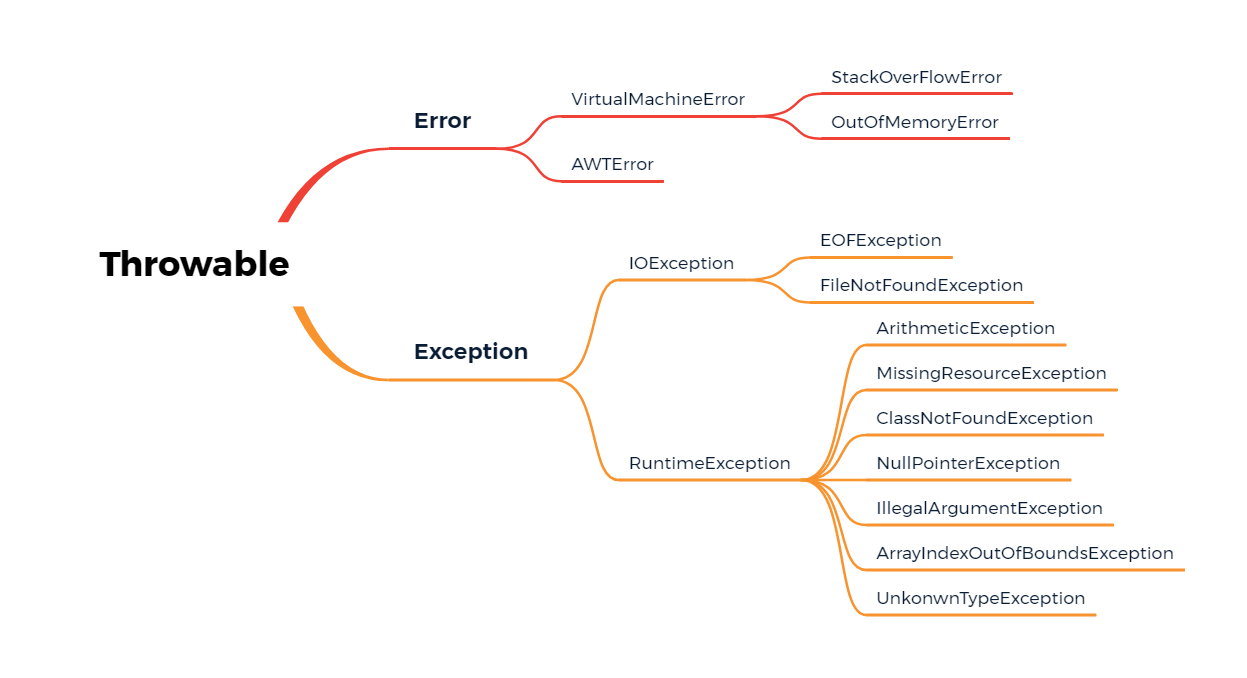 Throwable
Error
VirtualMachineError
StackOverFlowError
OutOfMemoryError
AWTError
Exception
IOException
EOFException
FileNotFoundException
RuntimeException
ArithmeticException
MissingResourceException
ClassNotFoundException
NullPointerException
IllegalArgumentException
ArrayIndexOutOfBoundsException
UnkonwnTypeException